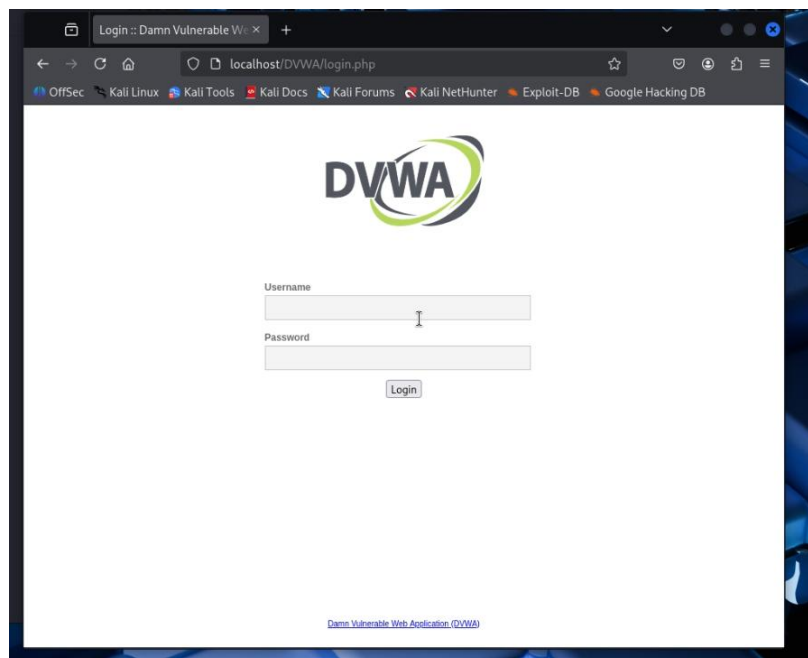 Login :: Damn Vulnerable We
localhost/DVWA/login.php
OffSec Kali Linux Kali Tools Kali Docs Kali Forums Kali NetHunter Exploit-DB Google Hacking DB
DVWA
Username
Password
Login
Damn Vulnerable Web Application (DVWA)